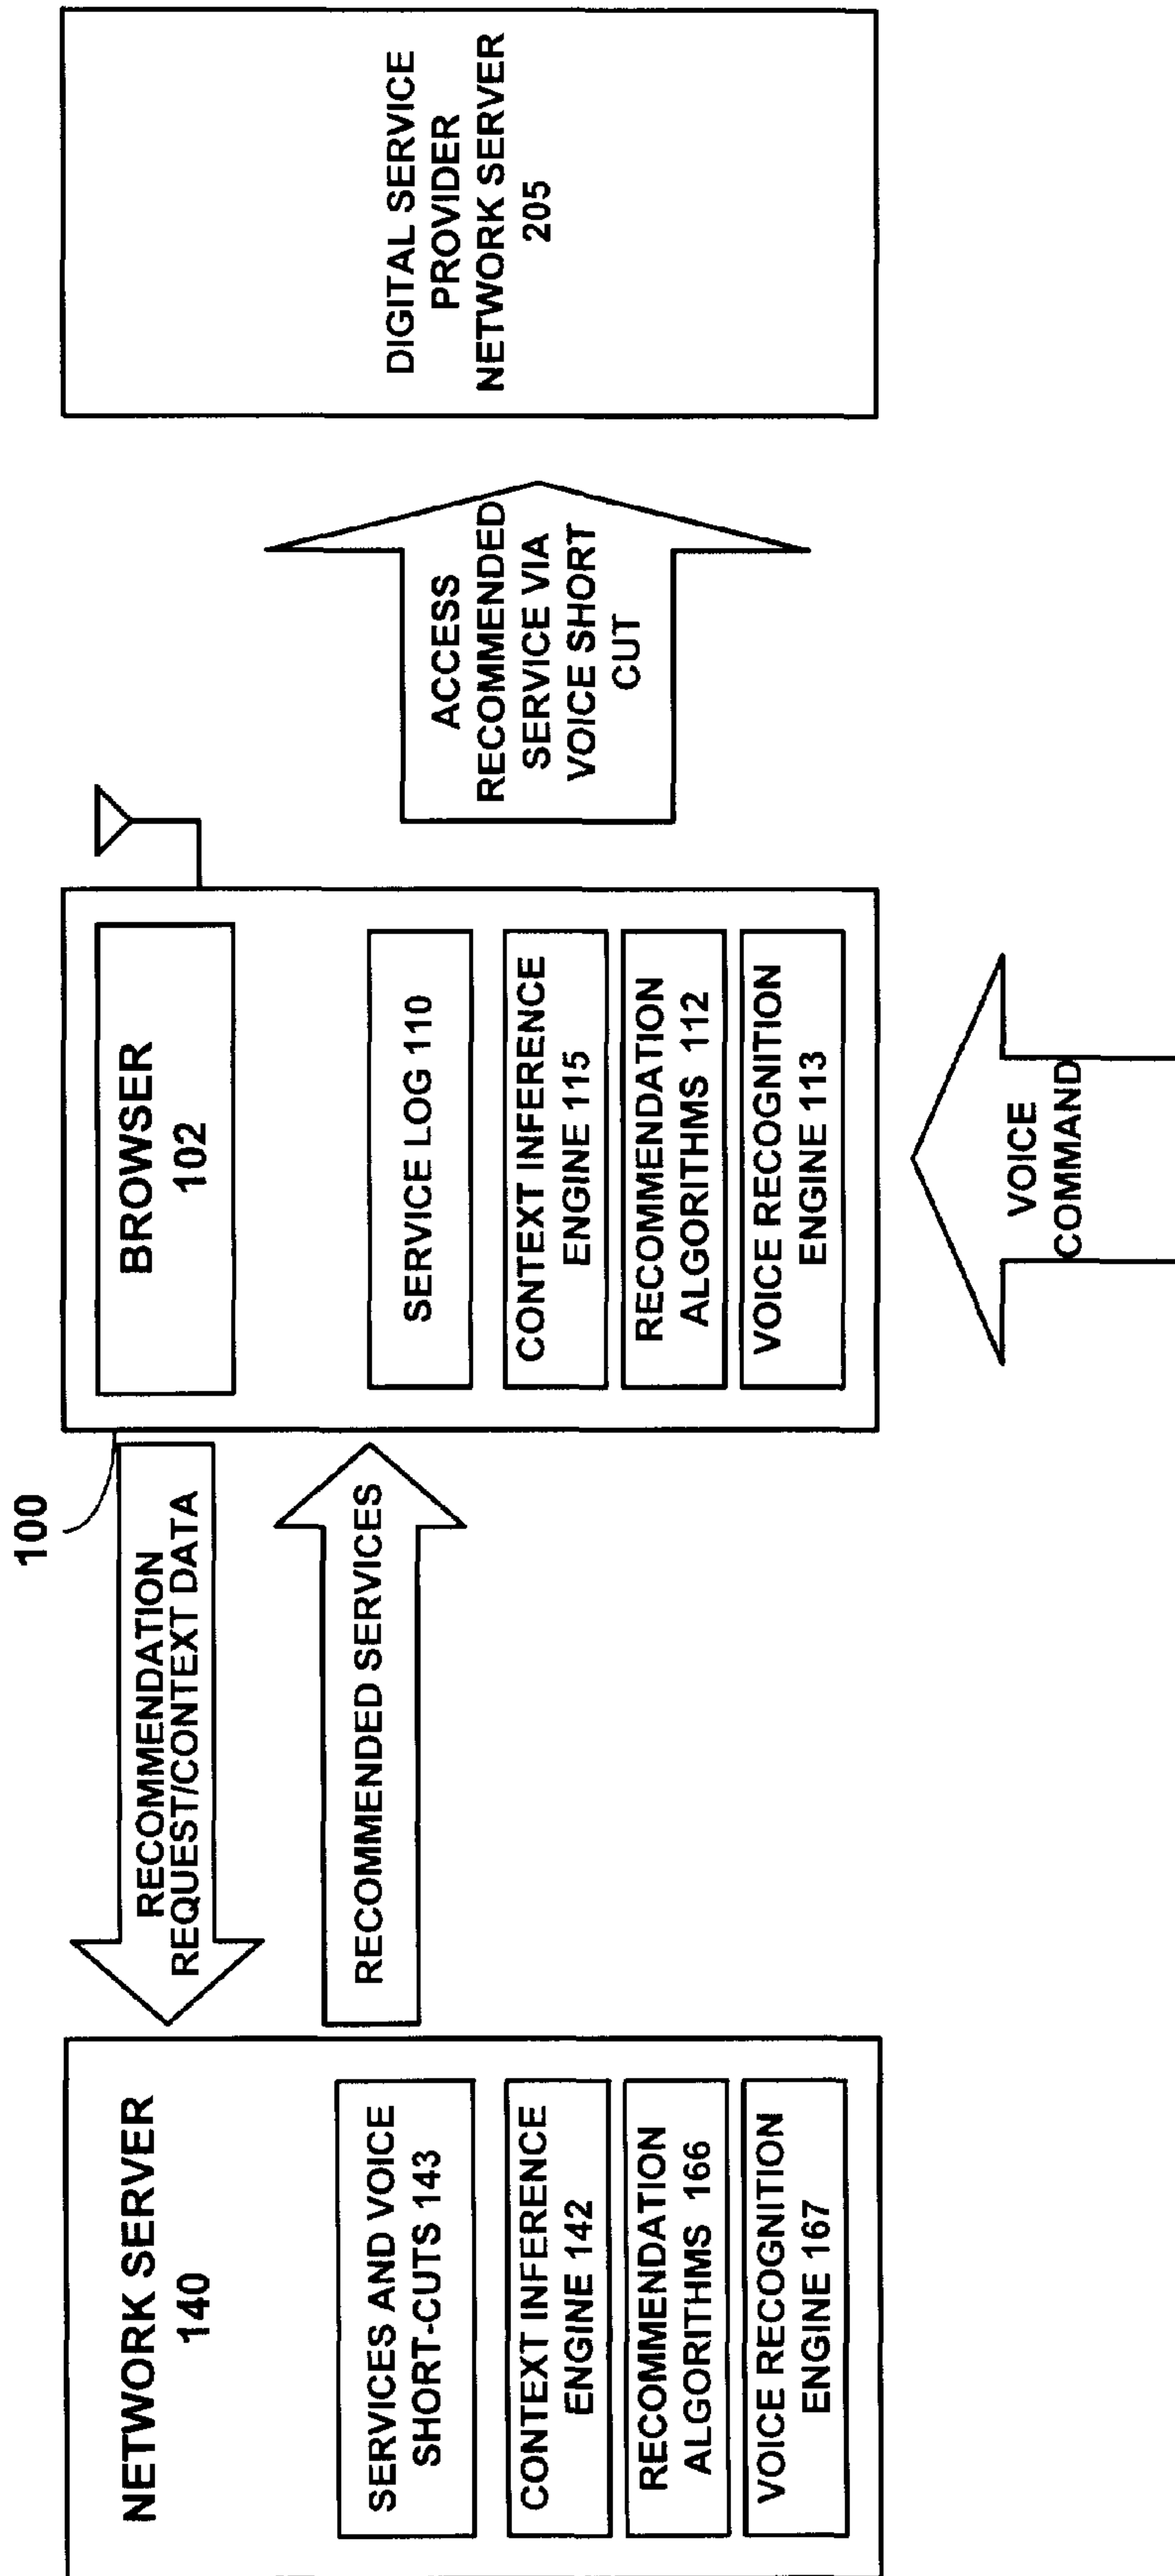 NETWORK SERVER
140
SERVICES AND VOICE
SHORT-CUTS 143
CONTEXT INFERENCE
ENGINE 142
RECOMMENDATION
ALGORITHMS 166
VOICE RECOGNITION
ENGINE 167
RECOMMENDATION
REQUEST/CONTEXT DATA
RECOMMENDED SERVICES
100
BROWSER
102
SERVICE LOG 110
CONTEXT INFERENCE
ENGINE 115
RECOMMENDATION
ALGORITHMS 112
VOICE RECOGNITION
ENGINE 113
VOICE
COMMAND
ACCESS
RECOMMENDED
SERVICE VIA
VOICE SHORT
CUT
DIGITAL SERVICE
PROVIDER
NETWORK SERVER
205